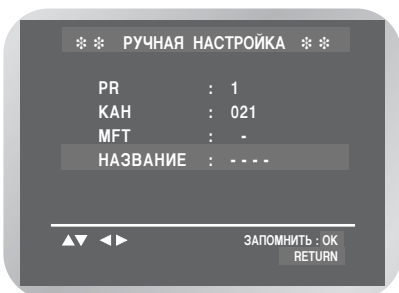 ❊❊ РУЧНАЯ НАСТРОЙКА ❊❊
PR : 1
КАН : 021
MFT : -
НАЗВАНИЕ : - - - -
▲▼ ◀▶ ЗАПОМНИТЬ : OK
RETURN